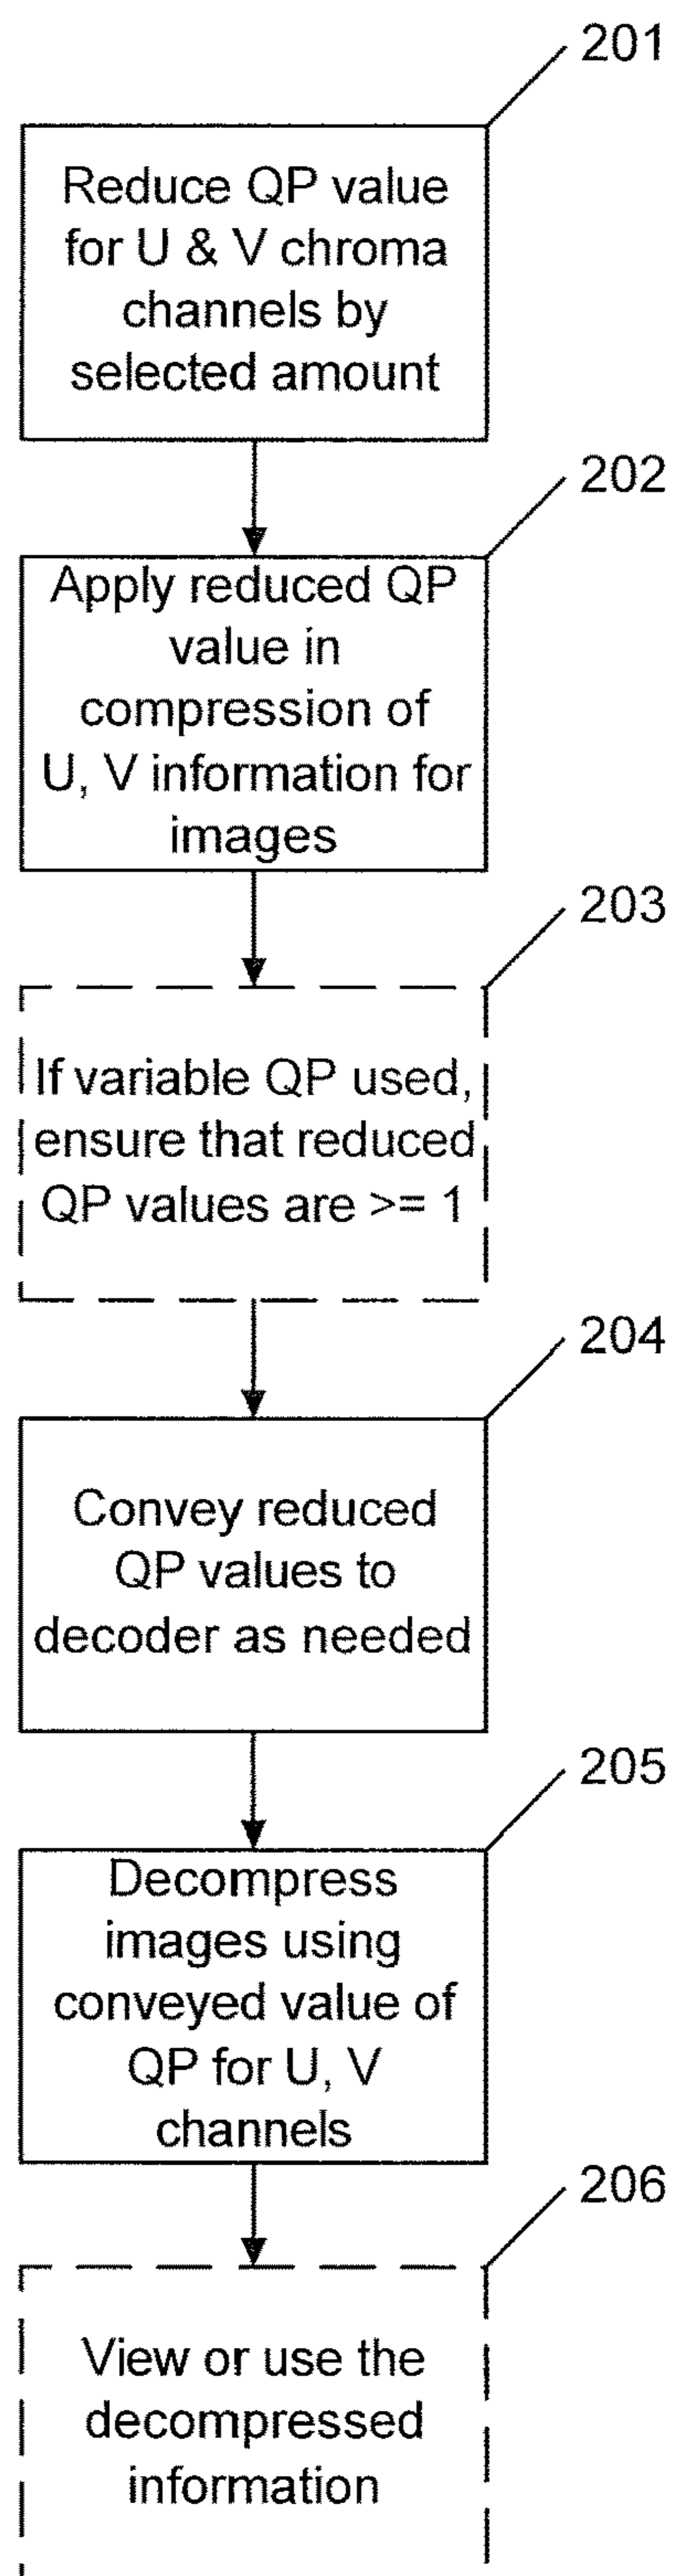 201
Reduce QP value
for U & V chroma
channels by
selected amount
202
Apply reduced QP
value in
compression of
U, V information for
images
203
If variable QP used,
ensure that reduced
QP values are >= 1
204
Convey reduced
QP values to
decoder as needed
205
Decompress
images using
conveyed value of
QP for U, V
channels
206
View or use the
decompressed
information